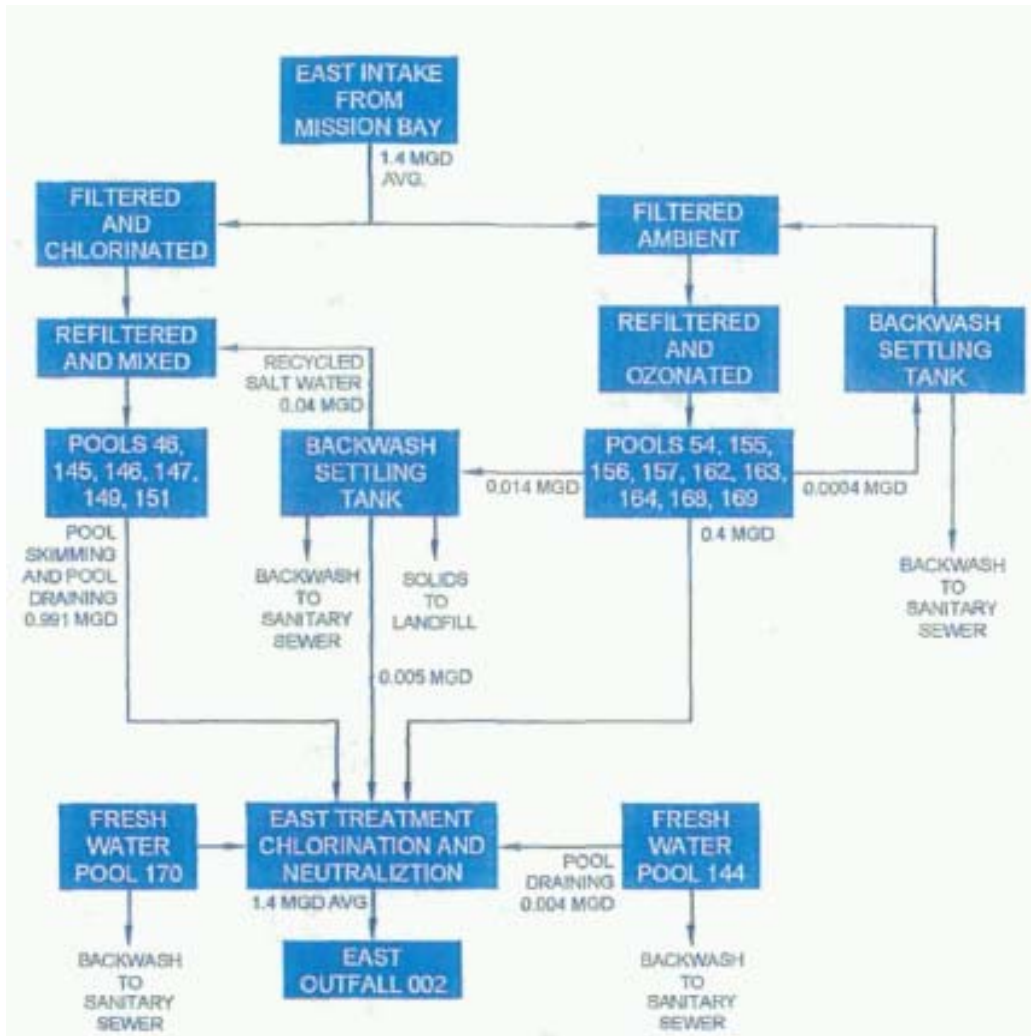 EAST INTAKE
FROM
MISSION BAY
1.4 MGD
AVG.
FILTERED
AND
CHLORINATED
FILTERED
AMBIENT
REFILTERED
AND MIXED
RECYCLED
SALT WATER
0.04 MGD
REFILTERED
AND
OZONATED
BACKWASH
SETTLING
TANK
POOLS 46,
145, 146, 147,
149, 151
BACKWASH
SETTLING
TANK
0.014 MGD
POOLS 54, 155,
156, 157, 162, 163,
164, 168, 169
0.0004 MGD
0.4 MGD
POOL
SKIMMING
AND POOL
DRAINING
0.991 MGD
BACKWASH
TO
SANITARY
SEWER
SOLIDS
TO
LANDFILL
BACKWASH
TO
SANITARY
SEWER
0.005 MGD
FRESH
WATER
POOL 170
EAST TREATMENT
CHLORINATION AND
NEUTRALIZTION
POOL
DRAINING
0.004 MGD
FRESH
WATER
POOL 144
1.4 MGD AVG
EAST
OUTFALL 002
BACKWASH
TO
SANITARY
SEWER
BACKWASH
TO
SANITARY
SEWER